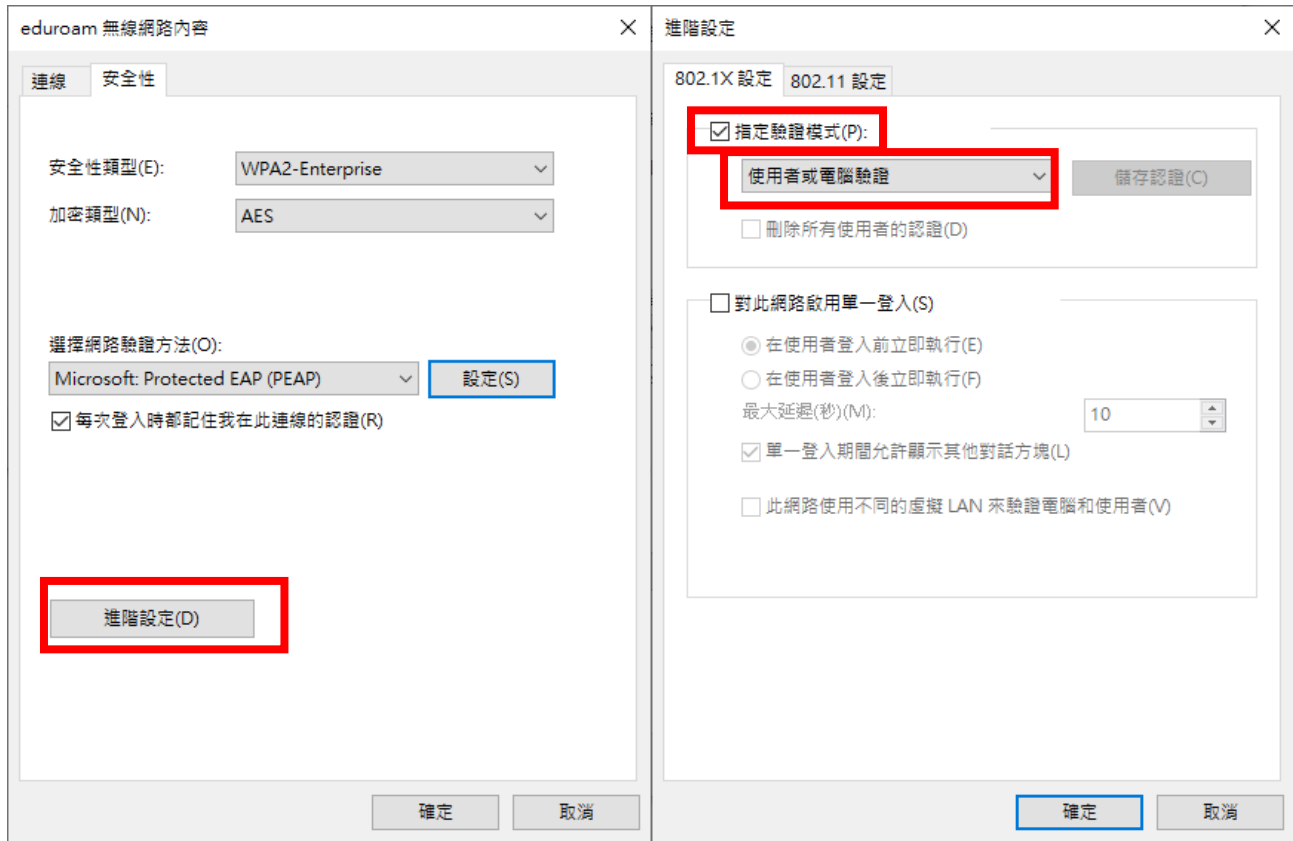 eduroam 無線網路內容
連線
安全性
安全性類型(E):
WPA2-Enterprise
加密類型(N):
AES
選擇網路驗證方法(O):
Microsoft: Protected EAP (PEAP)
設定(S)
每次登入時都記住我在此連線的認證(R)
進階設定(D)
確定
取消
進階設定
802.1X 設定
802.11 設定
指定驗證模式(P):
使用者或電腦驗證
儲存認證(C)
刪除所有使用者的認證(D)
對此網路啟用單一登入(S)
在使用者登入前立即執行(E)
在使用者登入後立即執行(F)
最大延遲(秒)(M):
10
單一登入期間允許顯示其他對話方塊(L)
此網路使用不同的虛擬 LAN 來驗證電腦和使用者(V)
確定
取消